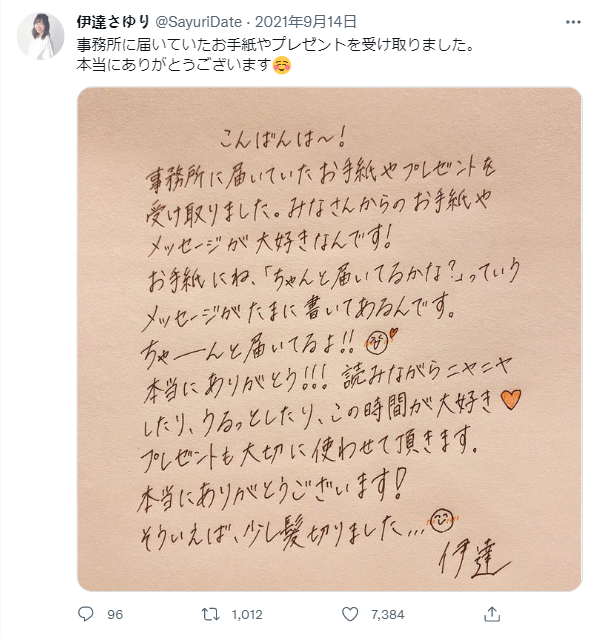 伊達さゆり @SayuriDate · 2021年9月14日
事務所に届いていたお手紙やプレゼントを受け取りました。
本当にありがとうございます☺️
こんばんは〜!
事務所に届いていたお手紙やプレゼントを
受け取りました。みなさんからのお手紙や
メッセージが大好きなんです!
お手紙にね、「ちゃんと届いてるかな?」っていう
メッセージがたまに書いてあるんです。
ちゃーーんと届いてるよ!!
本当にありがとう!!! 読みながらニヤニヤ
したり、うるっとしたり、この時間が大好き♥
プレゼントも大切に使わせて頂きます。
本当にありがとうございます!
そういえば、少し髪切りました...
伊達
96
1,012
7,384